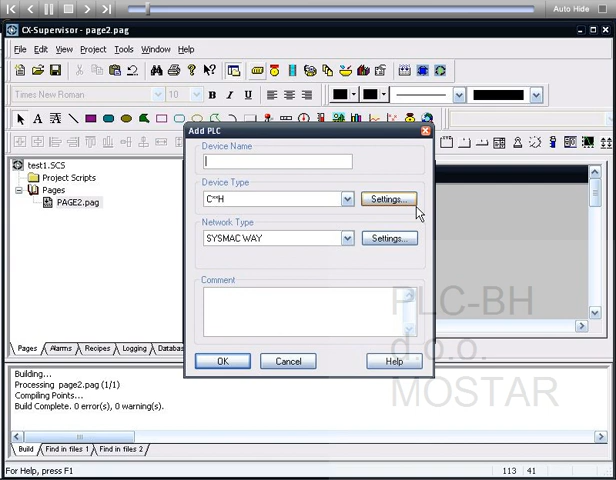 Auto Hide
CX-Supervisor - page2.pag
File Edit View Project Tools Window Help
Times New Roman 10 B I U
Add PLC
test1.SCS
Project Scripts
Pages
PAGE2.pag
Device Name
Device Type
C**H Settings...
Network Type
SYSMAC WAY Settings...
Comment
OK Cancel Help
Pages Alarms Recipes Logging Databas
Building...
Processing page2.pag (1/1)
Compiling Points...
Build Complete. 0 error(s), 0 warning(s).
Build Find in files 1 Find in files 2
For Help, press F1 113 41
PLC-BH
d.o.o.
MOSTAR